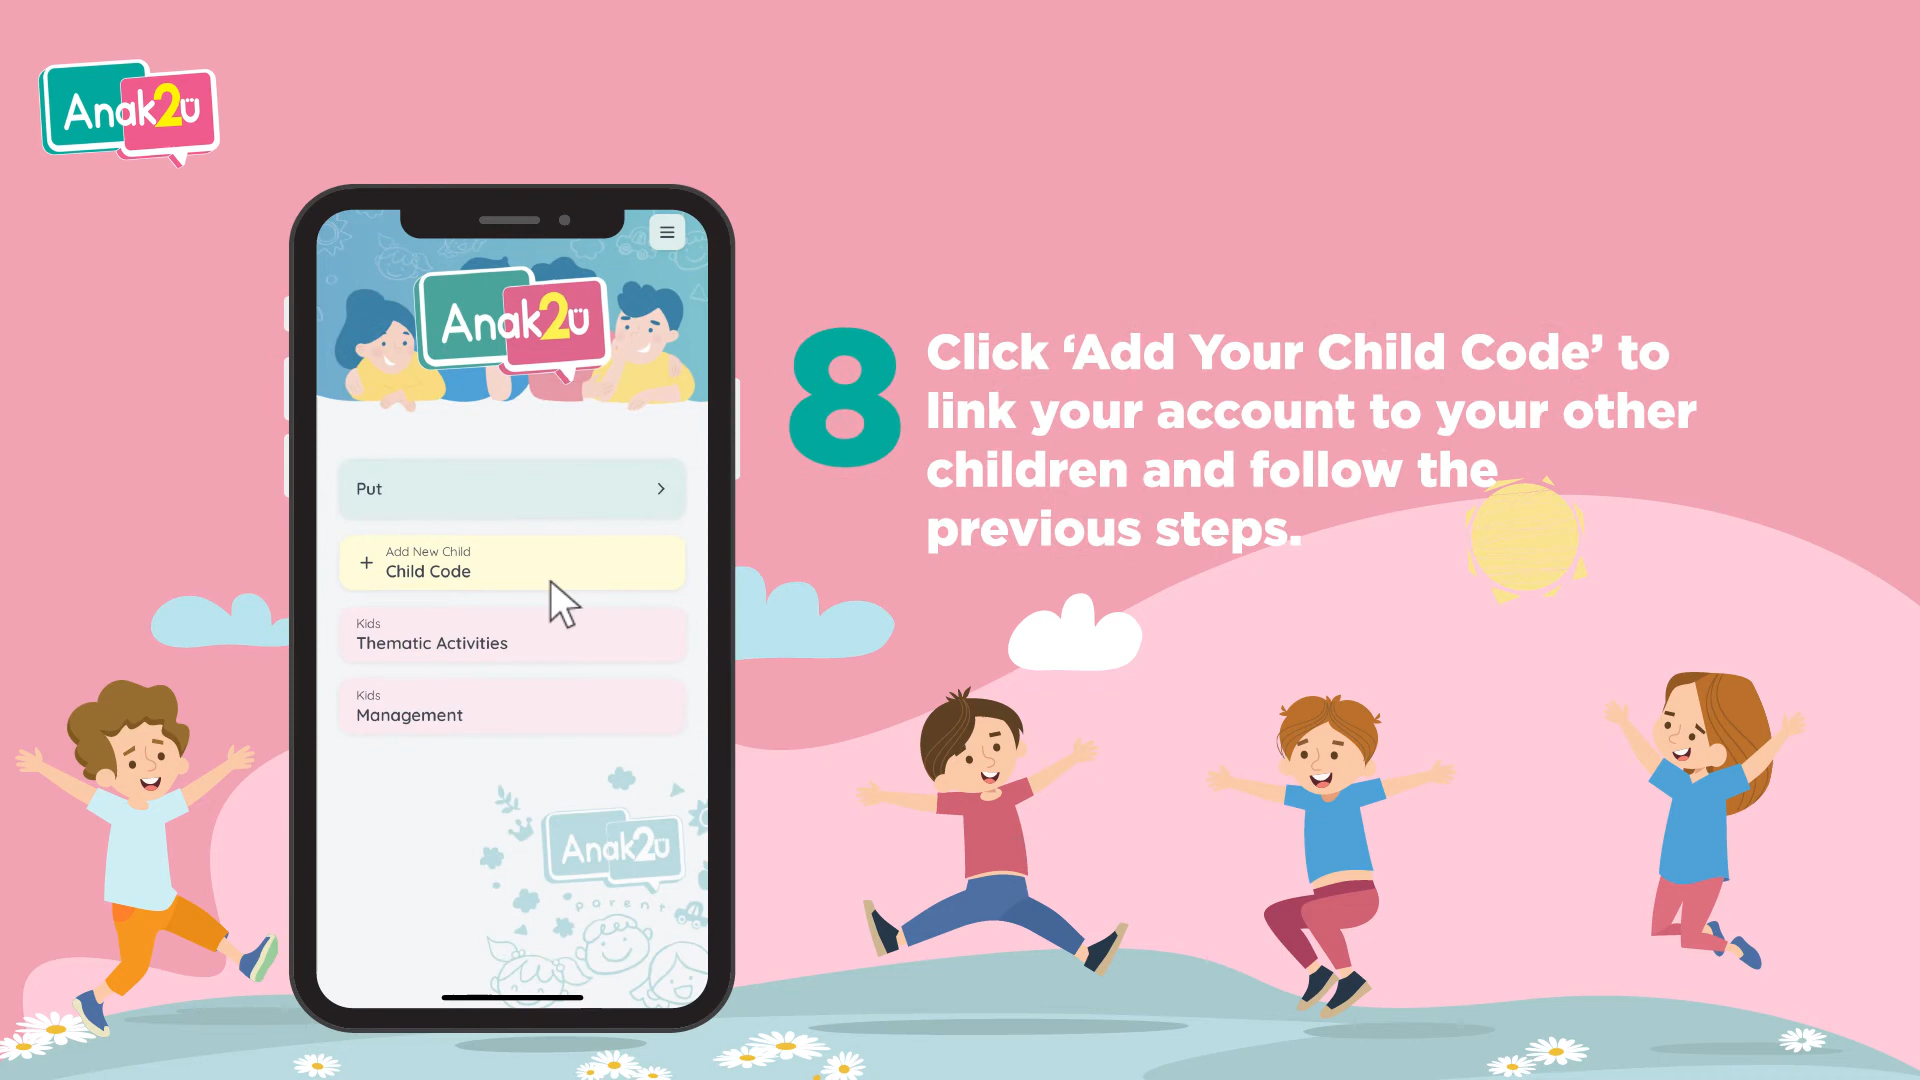 Anak2u
Anak2u
Put
Add New Child
Child Code
Kids
Thematic Activities
Kids
Management
Anak2u
parent
8
Click ‘Add Your Child Code’ to
link your account to your other
children and follow the
previous steps.